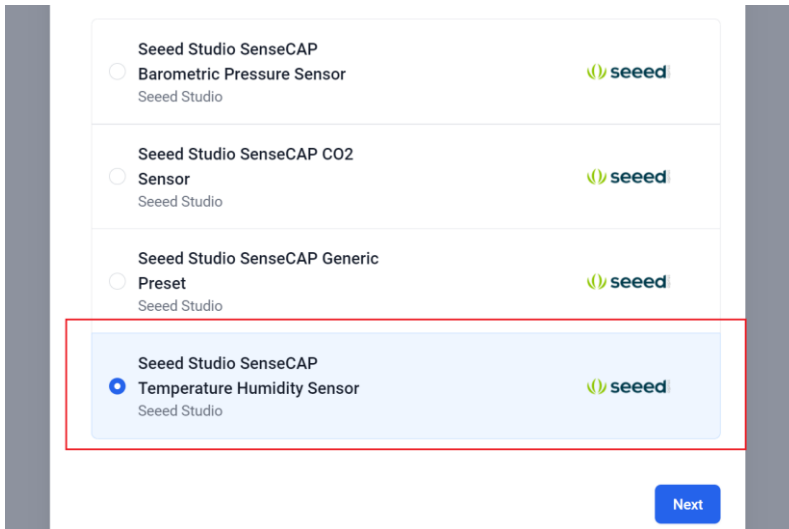 Seeed Studio SenseCAP
Barometric Pressure Sensor
Seeed Studio
seeed
Seeed Studio SenseCAP CO2
Sensor
Seeed Studio
seeed
Seeed Studio SenseCAP Generic
Preset
Seeed Studio
seeed
Seeed Studio SenseCAP
Temperature Humidity Sensor
Seeed Studio
seeed
Next